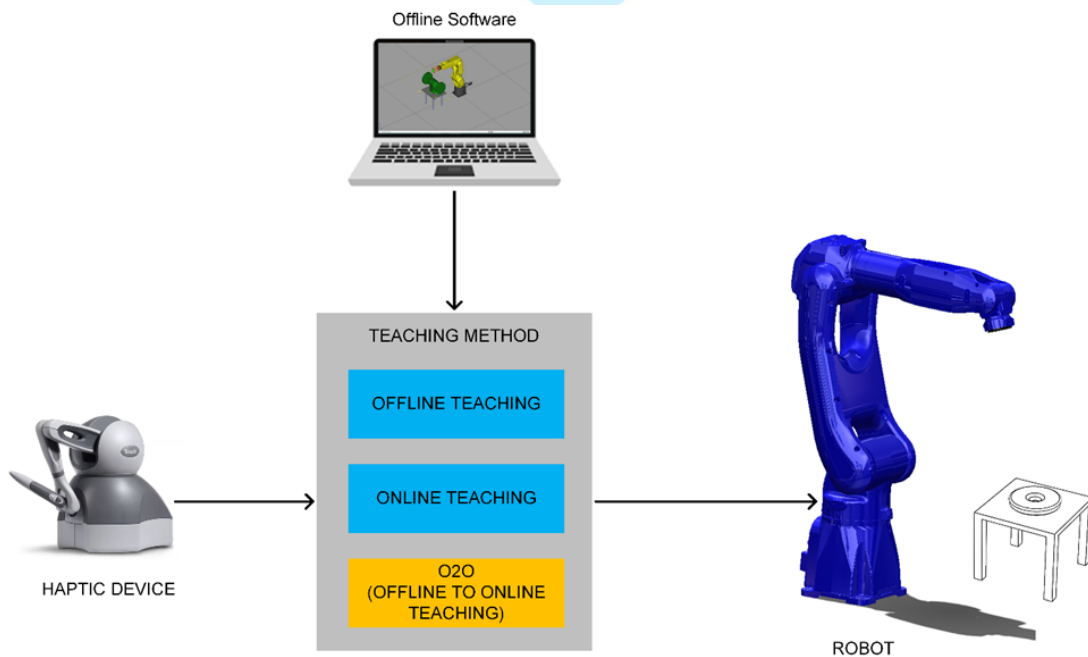 Offline Software
TEACHING METHOD
OFFLINE TEACHING
ONLINE TEACHING
O2O
(OFFLINE TO ONLINE
TEACHING)
HAPTIC DEVICE
ROBOT